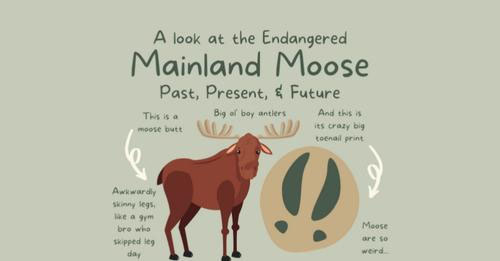 A look at the Endangered
Mainland Moose
Past, Present, & Future
This is a
moose butt
Big ol' boy antlers
And this is
its crazy big
toenail print
Awkwardly
skinny legs,
like a gym
bro who
skipped leg
day
Moose
are so
weird...